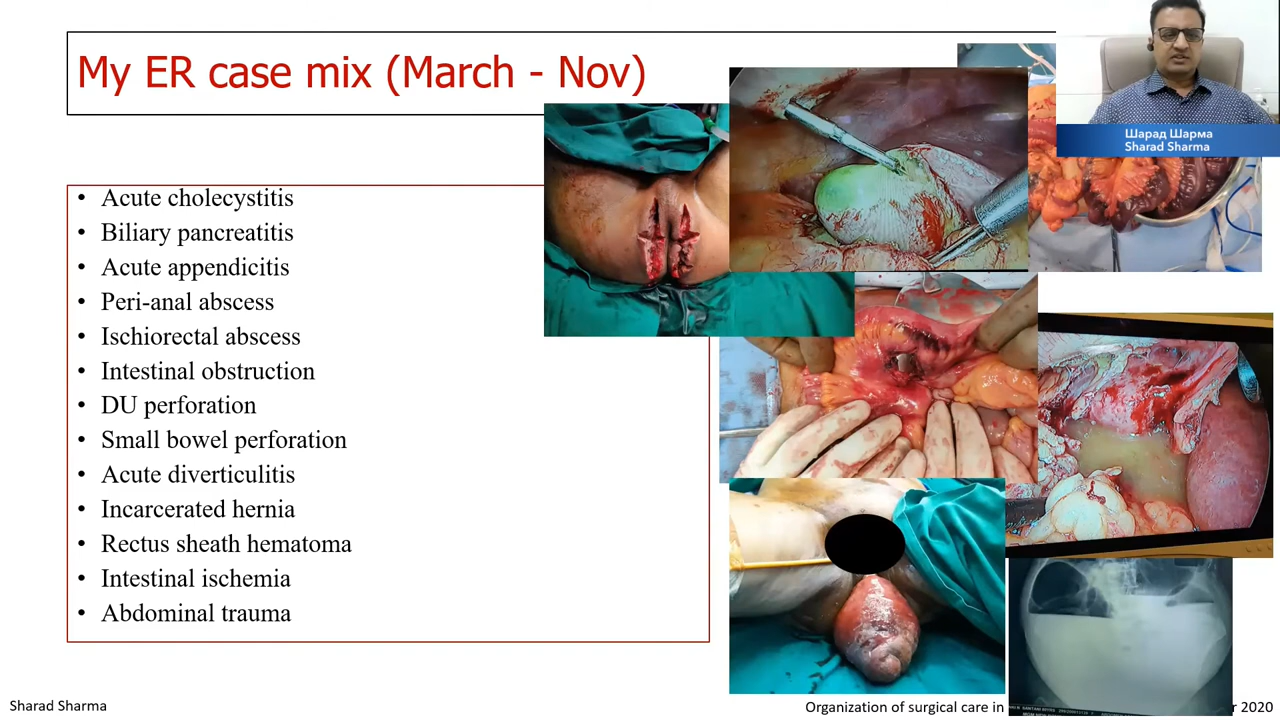 My ER case mix (March - Nov)
Шарад Шарма
Sharad Sharma
• Acute cholecystitis
• Biliary pancreatitis
• Acute appendicitis
• Peri-anal abscess
• Ischiorectal abscess
• Intestinal obstruction
• DU perforation
• Small bowel perforation
• Acute diverticulitis
• Incarcerated hernia
• Rectus sheath hematoma
• Intestinal ischemia
• Abdominal trauma
Sharad Sharma
Organization of surgical care in
2020